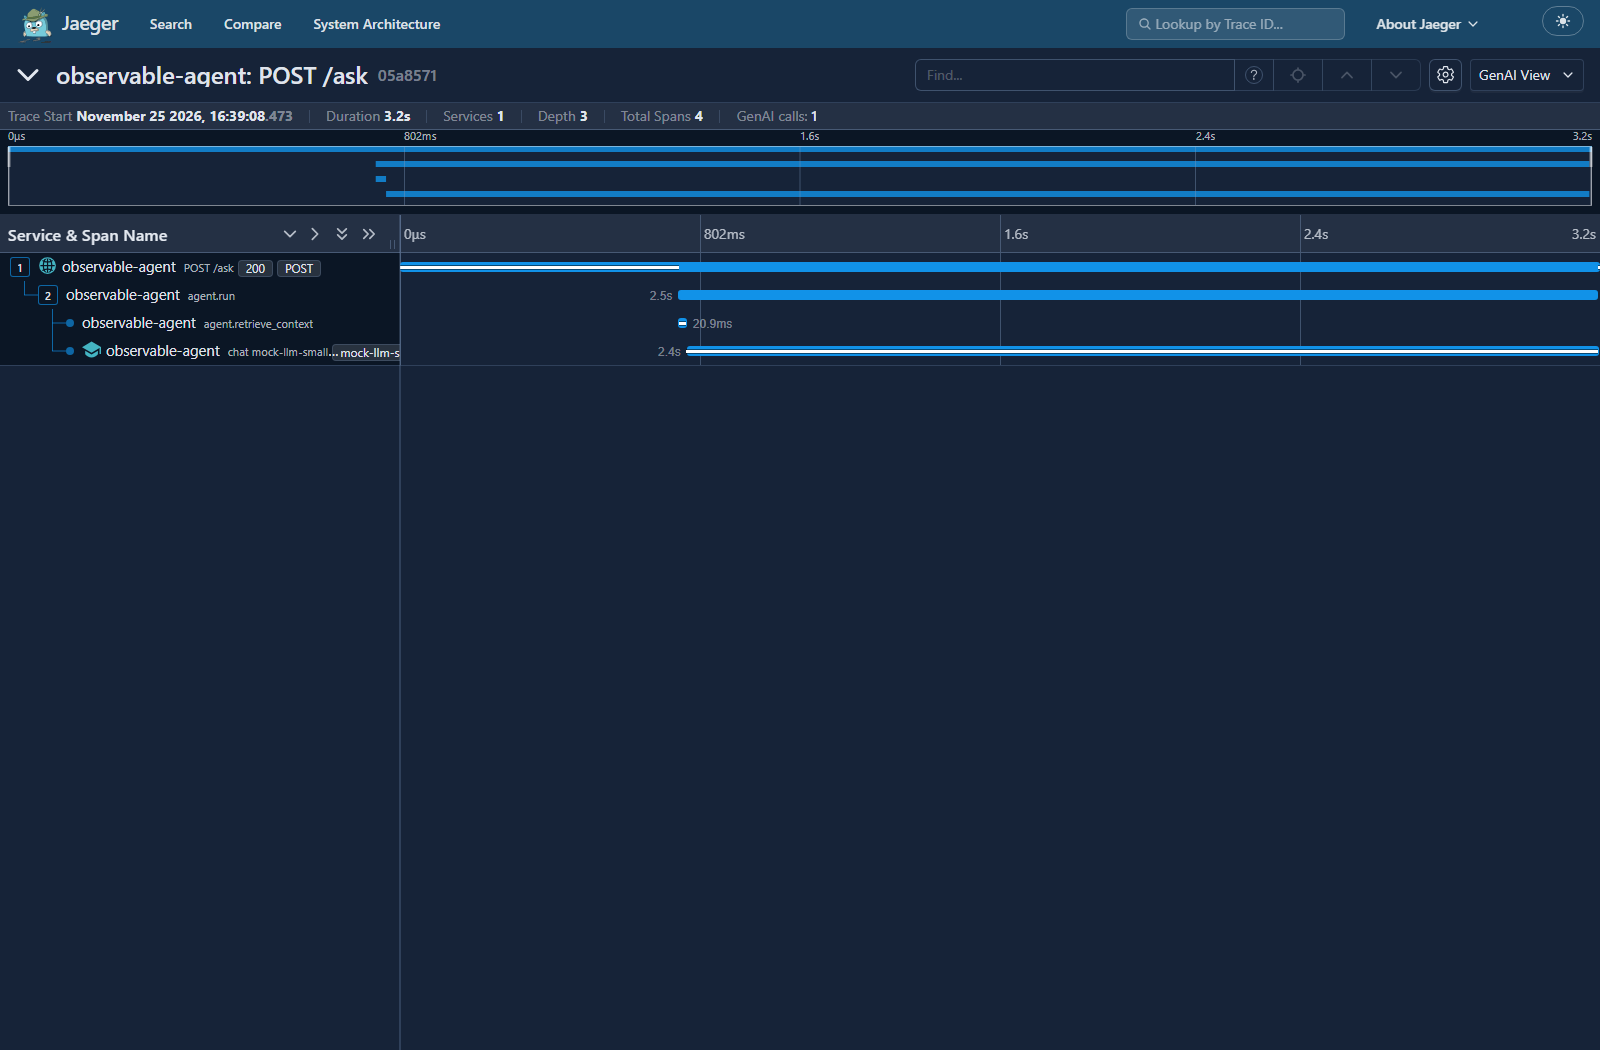 Jaeger Search Compare System Architecture Lookup by Trace ID... About Jaeger
observable-agent: POST /ask 05a8571 Find... ? GenAI View
Trace Start November 25 2026, 16:39:08.473 Duration 3.2s Services 1 Depth 3 Total Spans 4 GenAI calls: 1
0μs 802ms 1.6s 2.4s 3.2s
Service & Span Name 0μs 802ms 1.6s 2.4s 3.2s
1 observable-agent POST /ask 200 POST
2 observable-agent agent.run 2.5s
observable-agent agent.retrieve_context 20.9ms
observable-agent chat mock-llm-small... mock-llm-s 2.4s